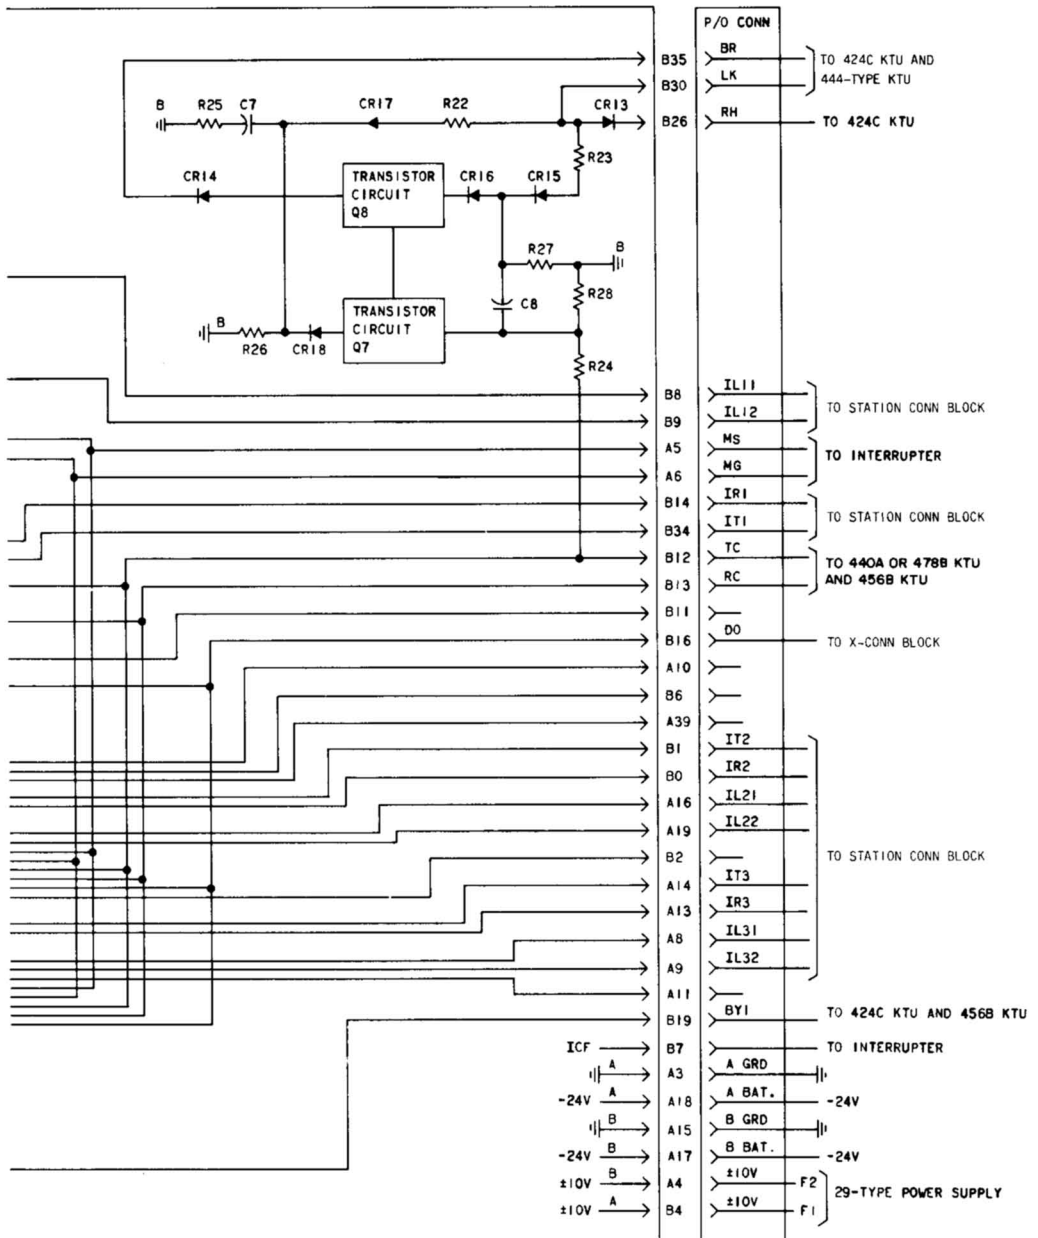 P/O CONN
B35 BR TO 424C KTU AND
B30 LK 444-TYPE KTU
B R25 C7 CR17 R22 CR13 B26 RH TO 424C KTU
R23
CR14 TRANSISTOR CIRCUIT Q8 CR16 CR15
R27 B
C8 R28
B R26 CR18 TRANSISTOR CIRCUIT Q7
R24
B8 IL11
TO STATION CONN BLOCK
B9 IL12
A5 MS
TO INTERRUPTER
A6 MG
B14 IR1
TO STATION CONN BLOCK
B34 IT1
B12 TC TO 440A OR 478B KTU
B13 RC AND 456B KTU
B11
B16 DO TO X-CONN BLOCK
A10
B6
A39
B1 IT2
B0 IR2
A16 IL21
A19 IL22
B2 TO STATION CONN BLOCK
A14 IT3
A13 IR3
A8 IL31
A9 IL32
A11
B19 BY1 TO 424C KTU AND 456B KTU
ICF B7 TO INTERRUPTER
A A3 A GRD
-24V A A18 A BAT. -24V
B A15 B GRD
-24V B A17 B BAT. -24V
±10V B A4 ±10V F2
29-TYPE POWER SUPPLY
±10V A B4 ±10V F1